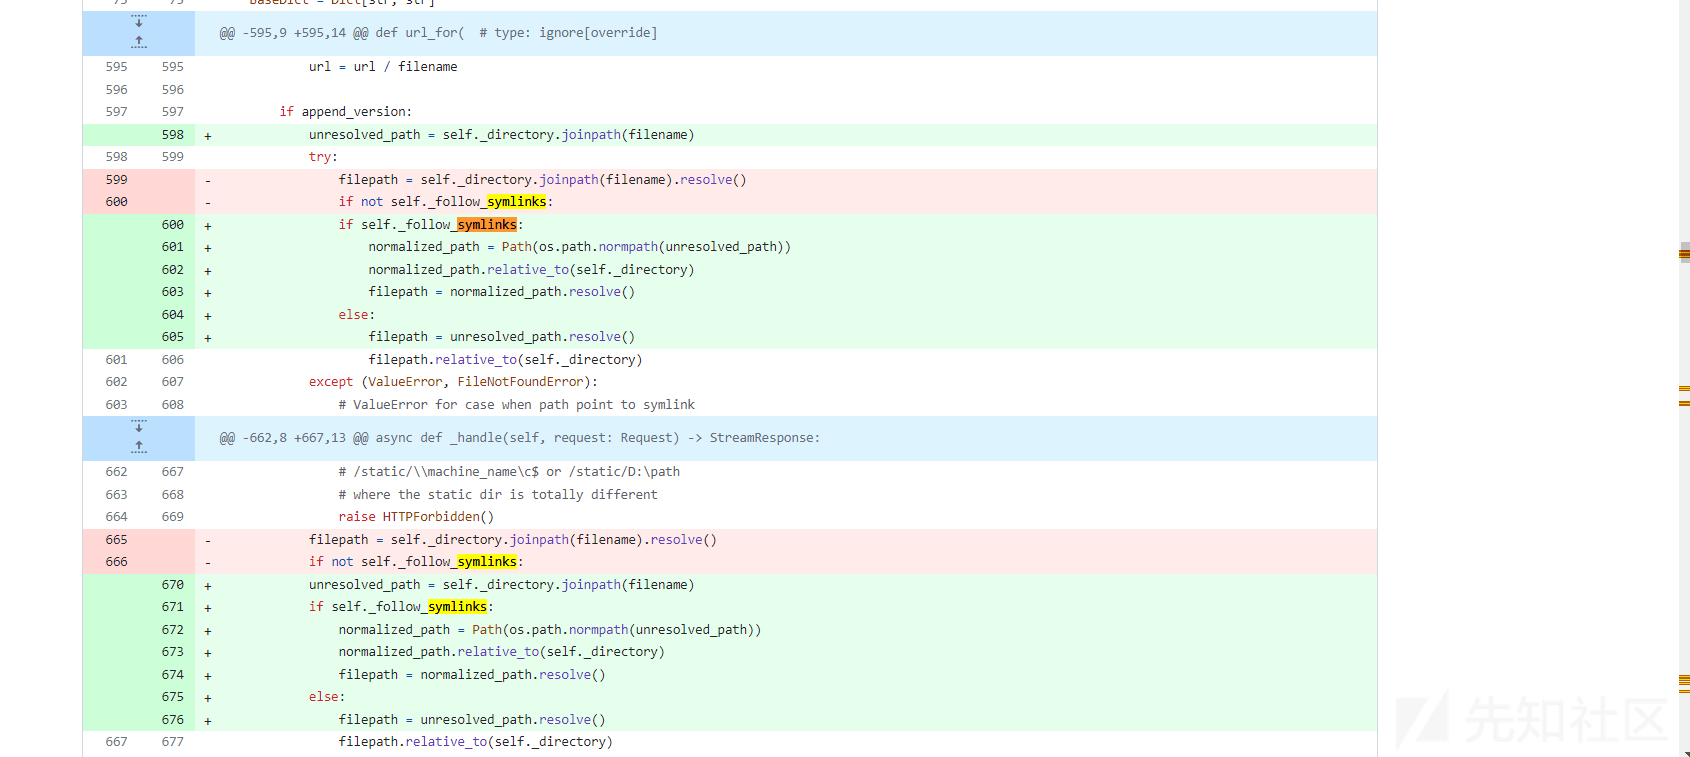 75 75 BaseDict = Dict[str, str]
@@ -595,9 +595,14 @@ def url_for(  # type: ignore[override]
595 595 url = url / filename
596 596
597 597 if append_version:
598 + unresolved_path = self._directory.joinpath(filename)
598 599 try:
599 - filepath = self._directory.joinpath(filename).resolve()
600 - if not self._follow_symlinks:
600 + if self._follow_symlinks:
601 + normalized_path = Path(os.path.normpath(unresolved_path))
602 + normalized_path.relative_to(self._directory)
603 + filepath = normalized_path.resolve()
604 + else:
605 + filepath = unresolved_path.resolve()
601 606 filepath.relative_to(self._directory)
602 607 except (ValueError, FileNotFoundError):
603 608 # ValueError for case when path point to symlink
@@ -662,8 +667,13 @@ async def _handle(self, request: Request) -> StreamResponse:
662 667 # /static/\\machine_name\c$ or /static/D:\path
663 668 # where the static dir is totally different
664 669 raise HTTPForbidden()
665 - filepath = self._directory.joinpath(filename).resolve()
666 - if not self._follow_symlinks:
670 + unresolved_path = self._directory.joinpath(filename)
671 + if self._follow_symlinks:
672 + normalized_path = Path(os.path.normpath(unresolved_path))
673 + normalized_path.relative_to(self._directory)
674 + filepath = normalized_path.resolve()
675 + else:
676 + filepath = unresolved_path.resolve()
667 677 filepath.relative_to(self._directory)
先知社区